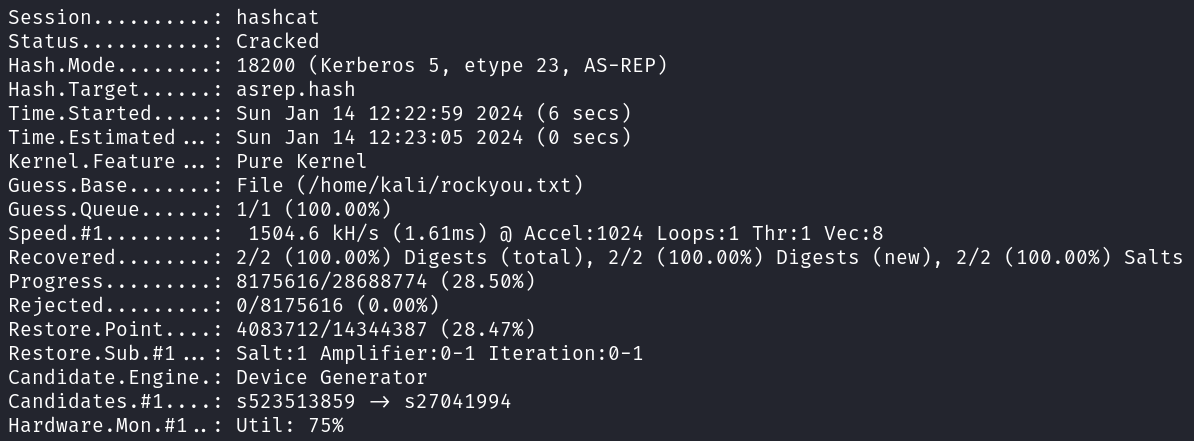 Session..........: hashcat
Status...........: Cracked
Hash.Mode........: 18200 (Kerberos 5, etype 23, AS-REP)
Hash.Target......: asrep.hash
Time.Started.....: Sun Jan 14 12:22:59 2024 (6 secs)
Time.Estimated...: Sun Jan 14 12:23:05 2024 (0 secs)
Kernel.Feature...: Pure Kernel
Guess.Base.......: File (/home/kali/rockyou.txt)
Guess.Queue......: 1/1 (100.00%)
Speed.#1.........:  1504.6 kH/s (1.61ms) @ Accel:1024 Loops:1 Thr:1 Vec:8
Recovered........: 2/2 (100.00%) Digests (total), 2/2 (100.00%) Digests (new), 2/2 (100.00%) Salts
Progress.........: 8175616/28688774 (28.50%)
Rejected.........: 0/8175616 (0.00%)
Restore.Point....: 4083712/14344387 (28.47%)
Restore.Sub.#1...: Salt:1 Amplifier:0-1 Iteration:0-1
Candidate.Engine.: Device Generator
Candidates.#1....: s523513859 -> s27041994
Hardware.Mon.#1..: Util: 75%